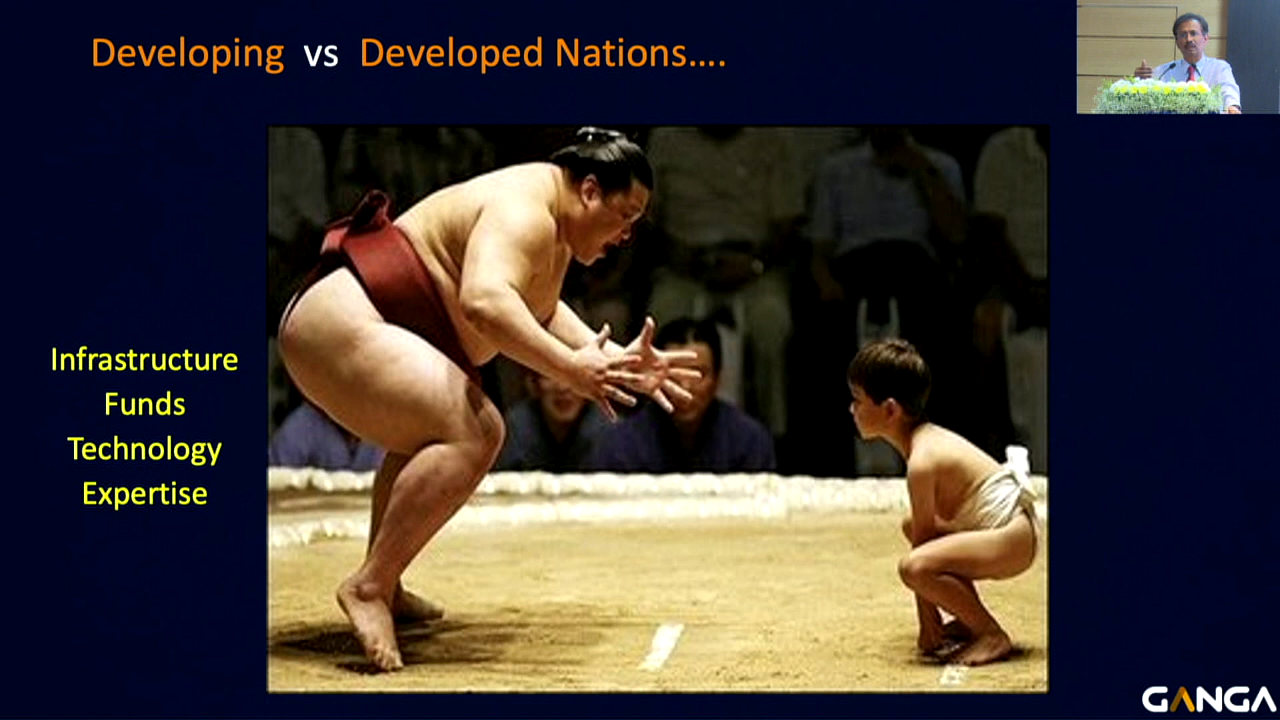 Developing vs Developed Nations....
Infrastructure
Funds
Technology
Expertise
GANGA